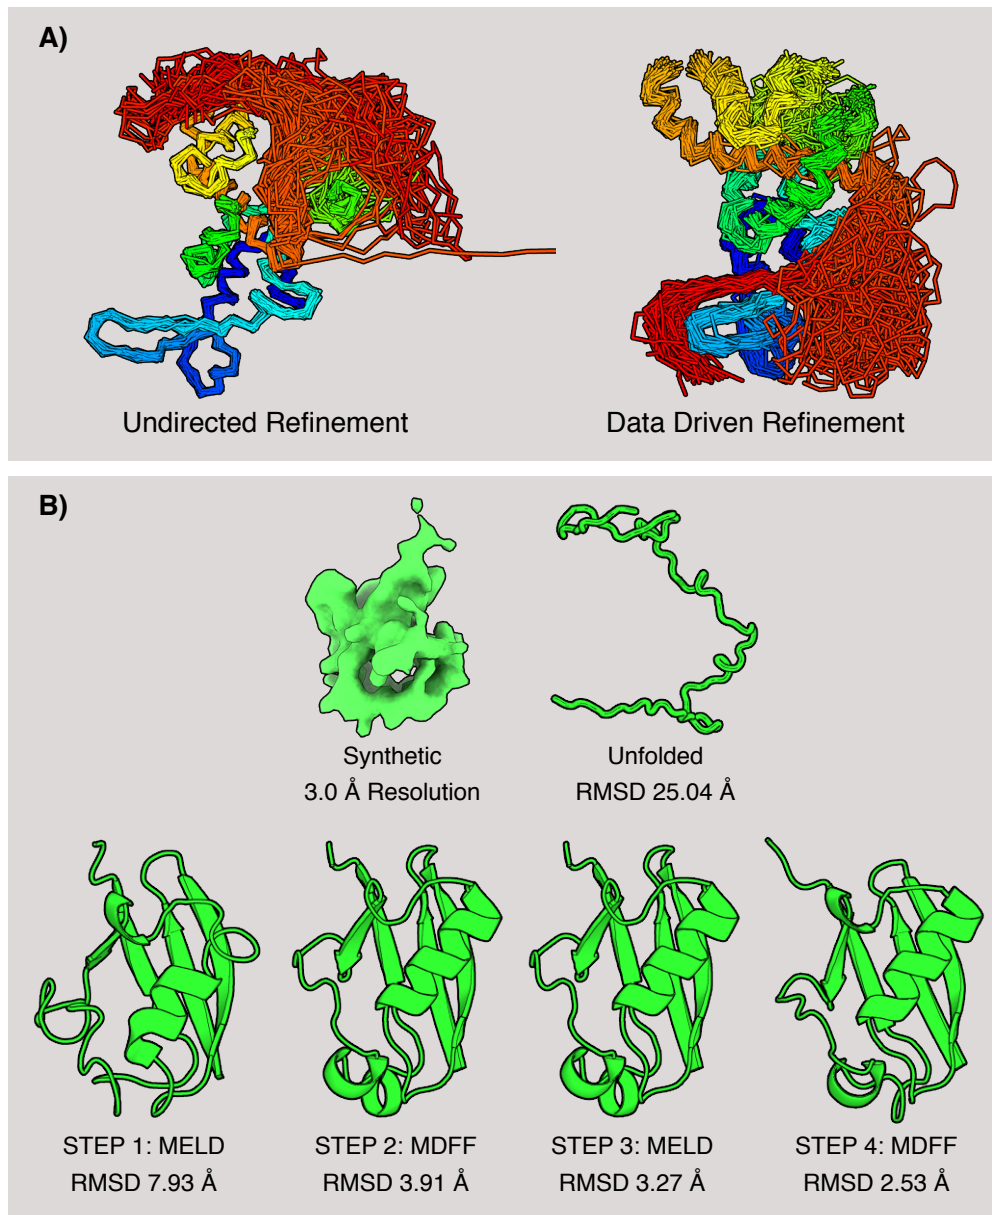 A)
Undirected Refinement
Data Driven Refinement
B)
Synthetic
3.0 Å Resolution
Unfolded
RMSD 25.04 Å
STEP 1: MELD
RMSD 7.93 Å
STEP 2: MDFF
RMSD 3.91 Å
STEP 3: MELD
RMSD 3.27 Å
STEP 4: MDFF
RMSD 2.53 Å